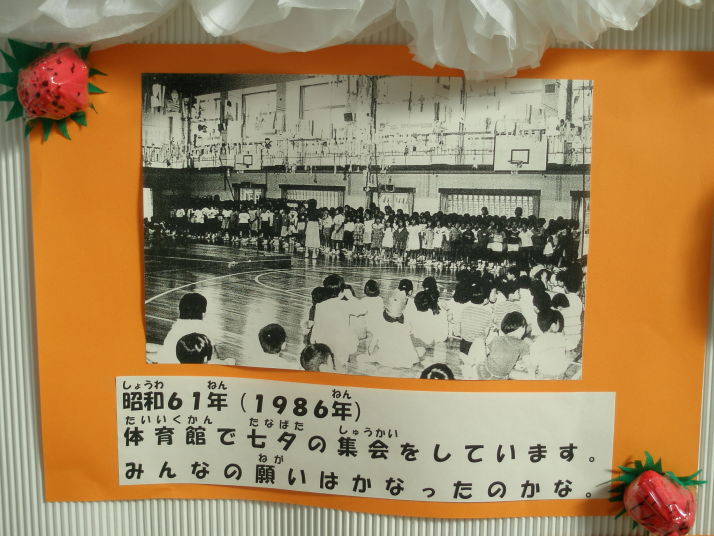 しょうわ ねん ねん
昭和61年(1986年)
たいいくかん たなばた しゅうかい
体育館で七夕の集会をしています。
ねが
みんなの願いはかなったのかな。